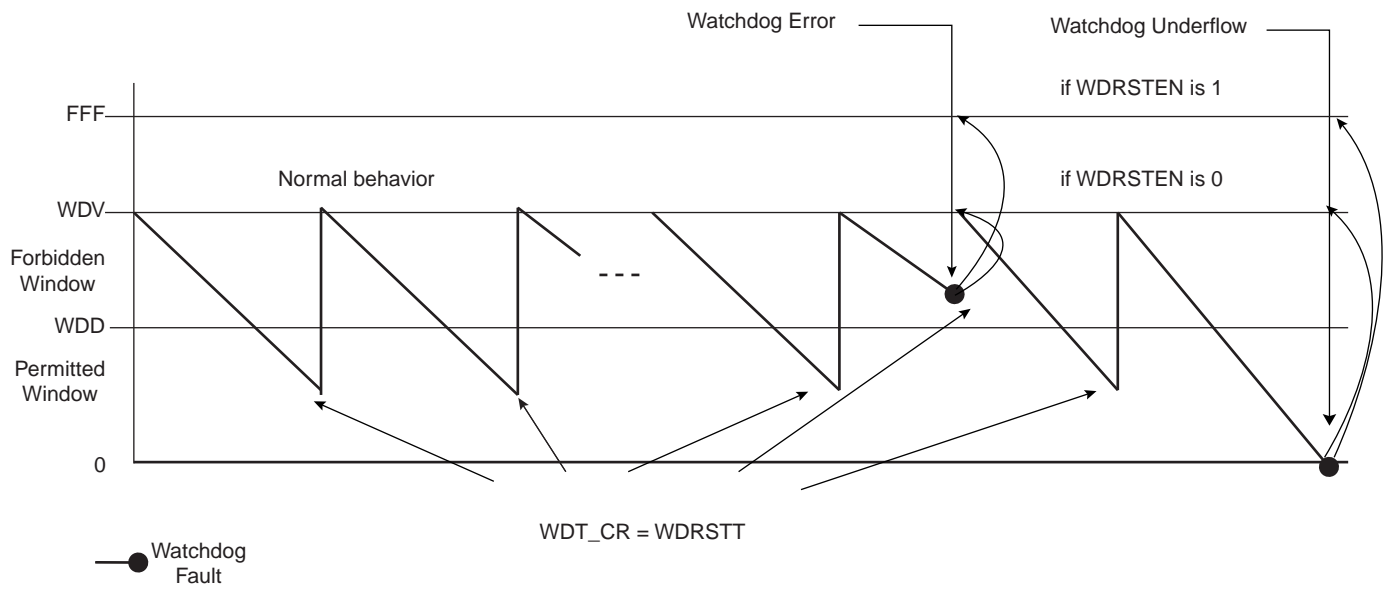 Watchdog Error
Watchdog Underflow
if WDRSTEN is 1
FFF
Normal behavior
if WDRSTEN is 0
WDV
Forbidden
Window
WDD
Permitted
Window
0
WDT_CR = WDRSTT
Watchdog
Fault